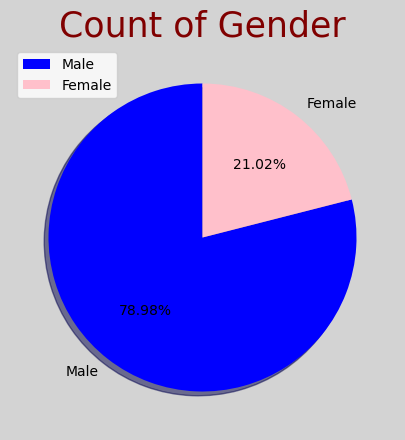 Count of Gender
Male
Female
Female
21.02%
78.98%
Male